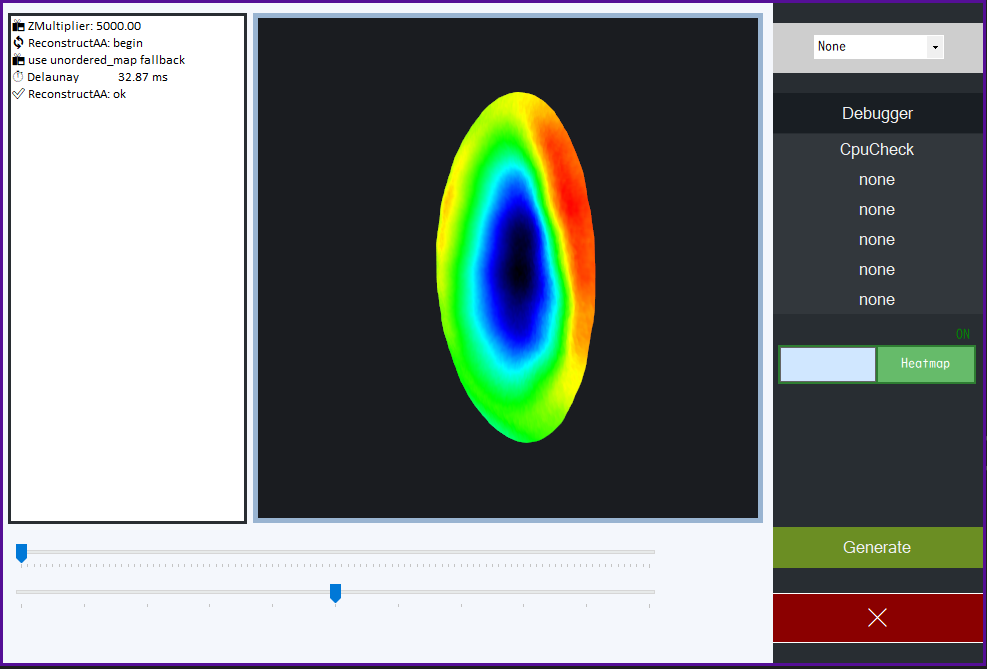 ZMultiplier: 5000.00
ReconstructAA: begin
use unordered_map fallback
Delaunay 32.87 ms
ReconstructAA: ok
None
Debugger
CpuCheck
none
none
none
none
none
ON
Heatmap
Generate